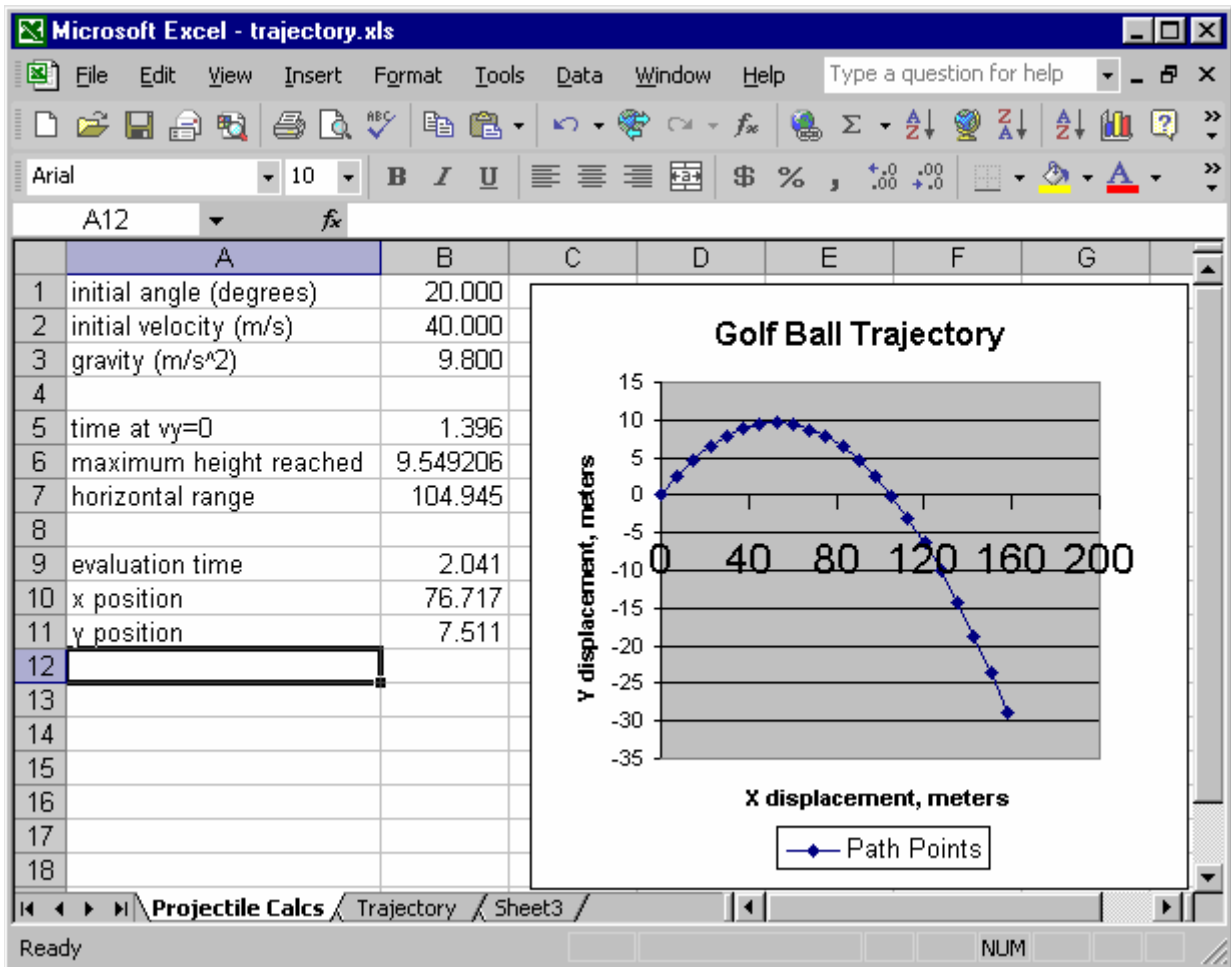 Microsoft Excel - trajectory.xls
File Edit View Insert Format Tools Data Window Help Type a question for help
Arial 10 B I U $ % ,
A12 fx
A B C D E F G
1 initial angle (degrees) 20.000
2 initial velocity (m/s) 40.000
3 gravity (m/s^2) 9.800
4
5 time at vy=0 1.396
6 maximum height reached 9.549206
7 horizontal range 104.945
8
9 evaluation time 2.041
10 x position 76.717
11 y position 7.511
12
13
14
15
16
17
18
Golf Ball Trajectory
15
10
5
0
-5
-10
-15
-20
-25
-30
-35
0 40 80 120 160 200
Y displacement, meters
X displacement, meters
Path Points
Projectile Calcs Trajectory Sheet3
Ready NUM